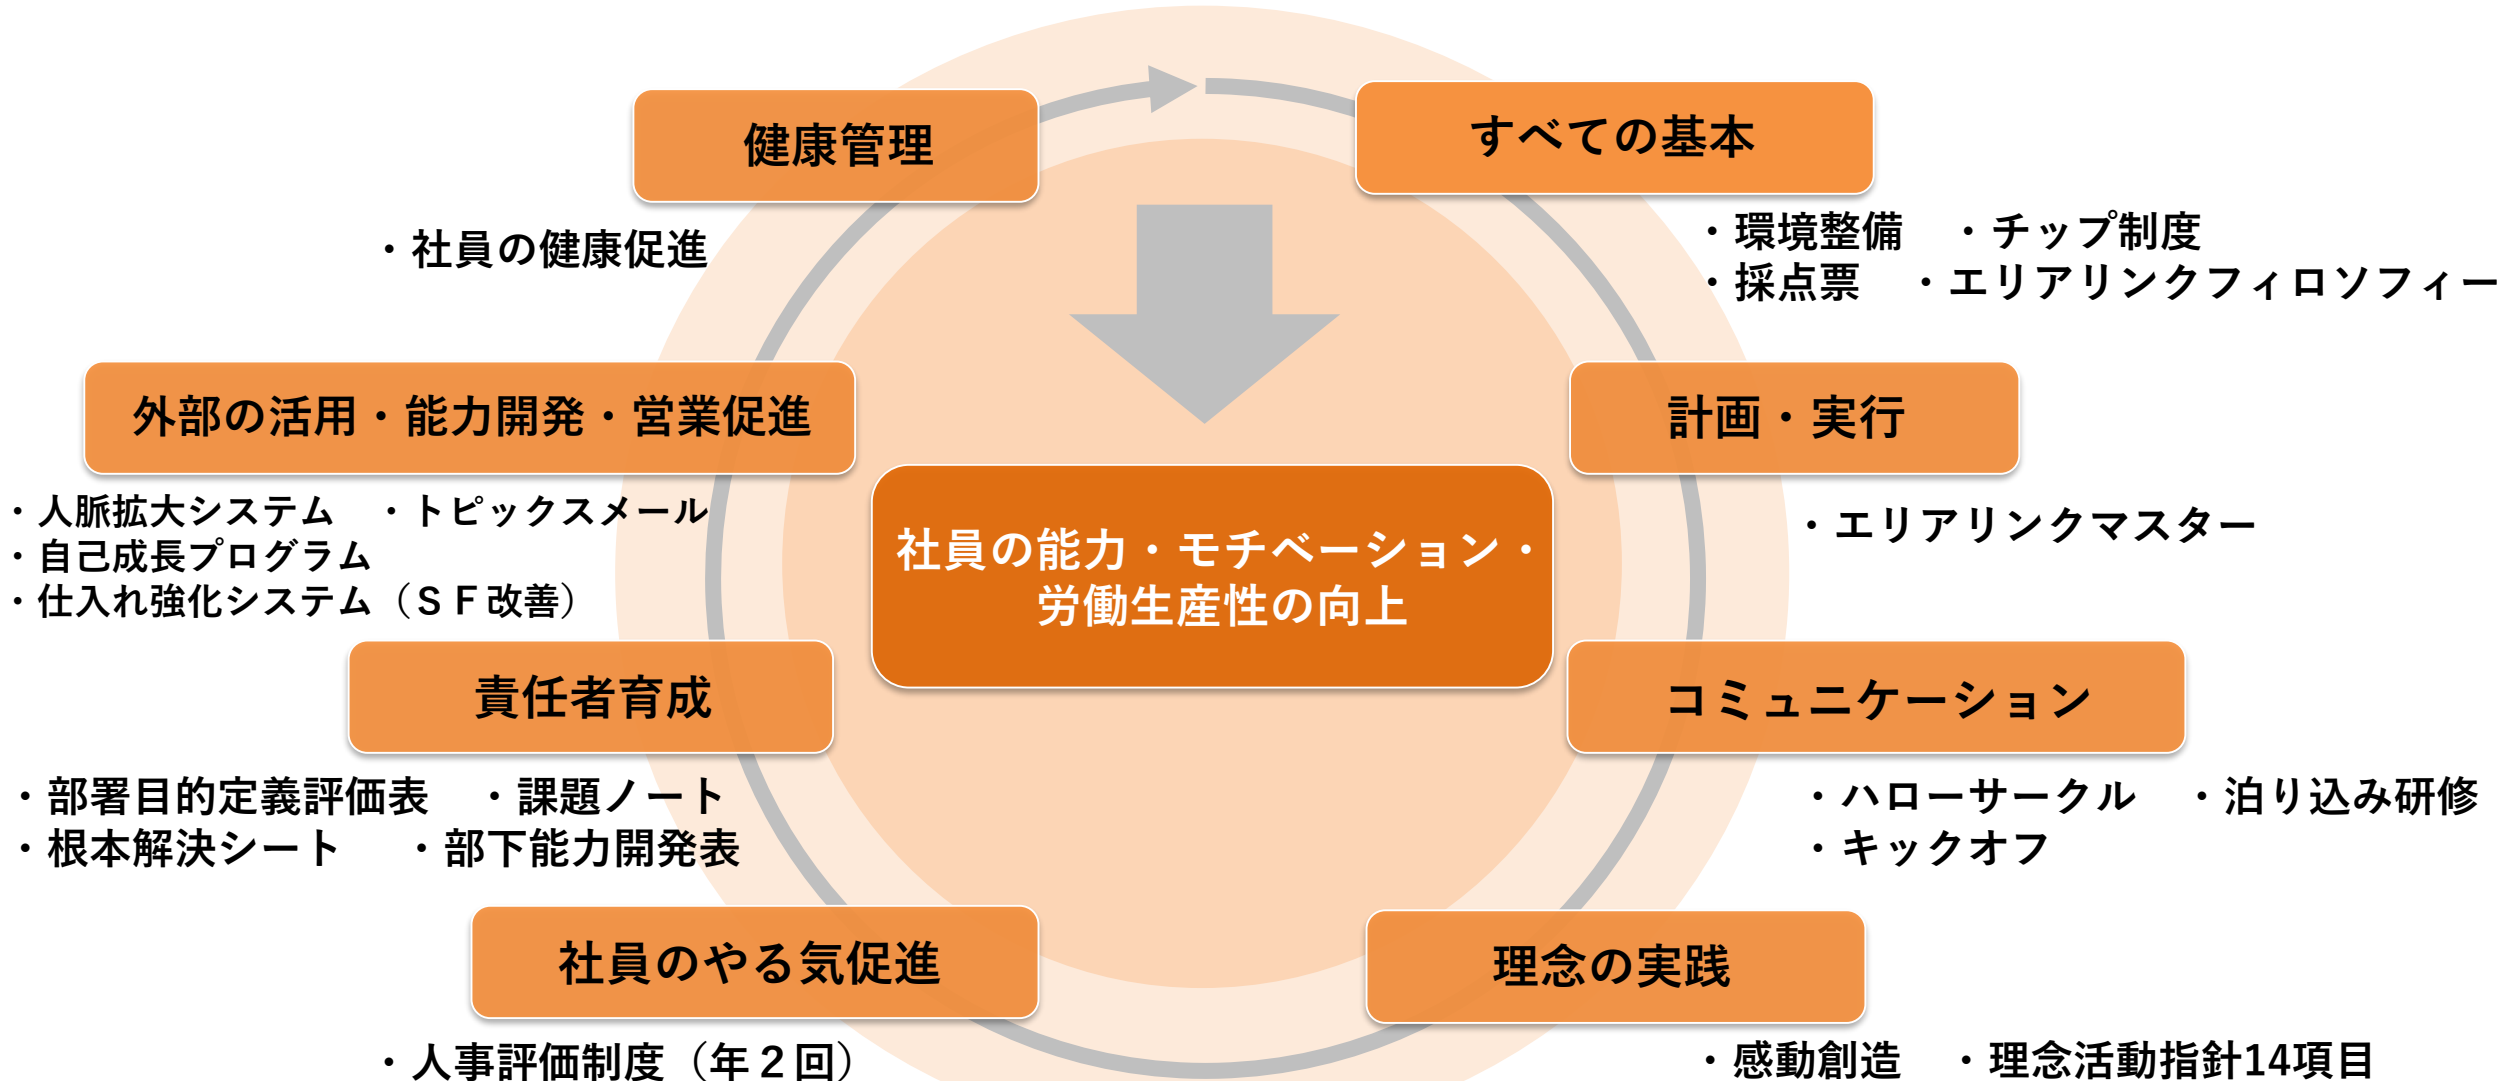 健康管理
・社員の健康促進
すべての基本
・環境整備　・チップ制度
・採点票　・エリアリンクフィロソフィー
外部の活用・能力開発・営業促進
・人脈拡大システム　・トピックスメール
・自己成長プログラム
・仕入れ強化システム（ＳＦ改善）
計画・実行
・エリアリンクマスター
社員の能力・モチベーション・
労働生産性の向上
責任者育成
・部署目的定義評価表　・課題ノート
・根本解決シート　・部下能力開発表
コミュニケーション
・ハローサークル　・泊り込み研修
・キックオフ
社員のやる気促進
・人事評価制度（年２回）
理念の実践
・感動創造　・理念活動指針14項目